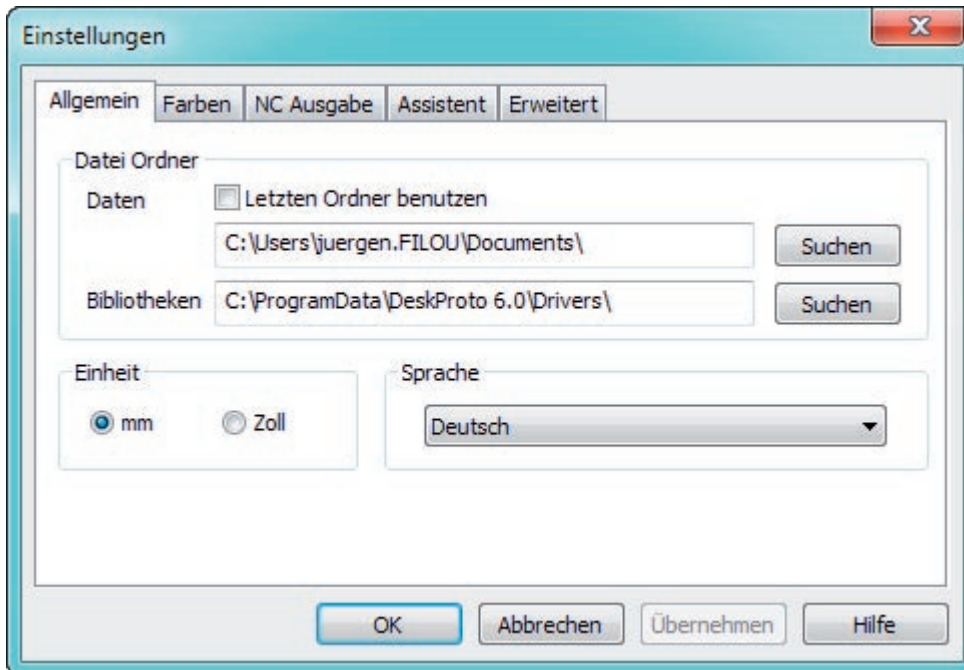 Einstellungen
Allgemein Farben NC Ausgabe Assistent Erweitert
Datei Ordner
Daten Letzten Ordner benutzen
C:\Users\juergen.FILOU\Documents\ Suchen
Bibliotheken C:\ProgramData\DeskProto 6.0\Drivers\ Suchen
Einheit Sprache
mm Zoll Deutsch
OK Abbrechen Übernehmen Hilfe